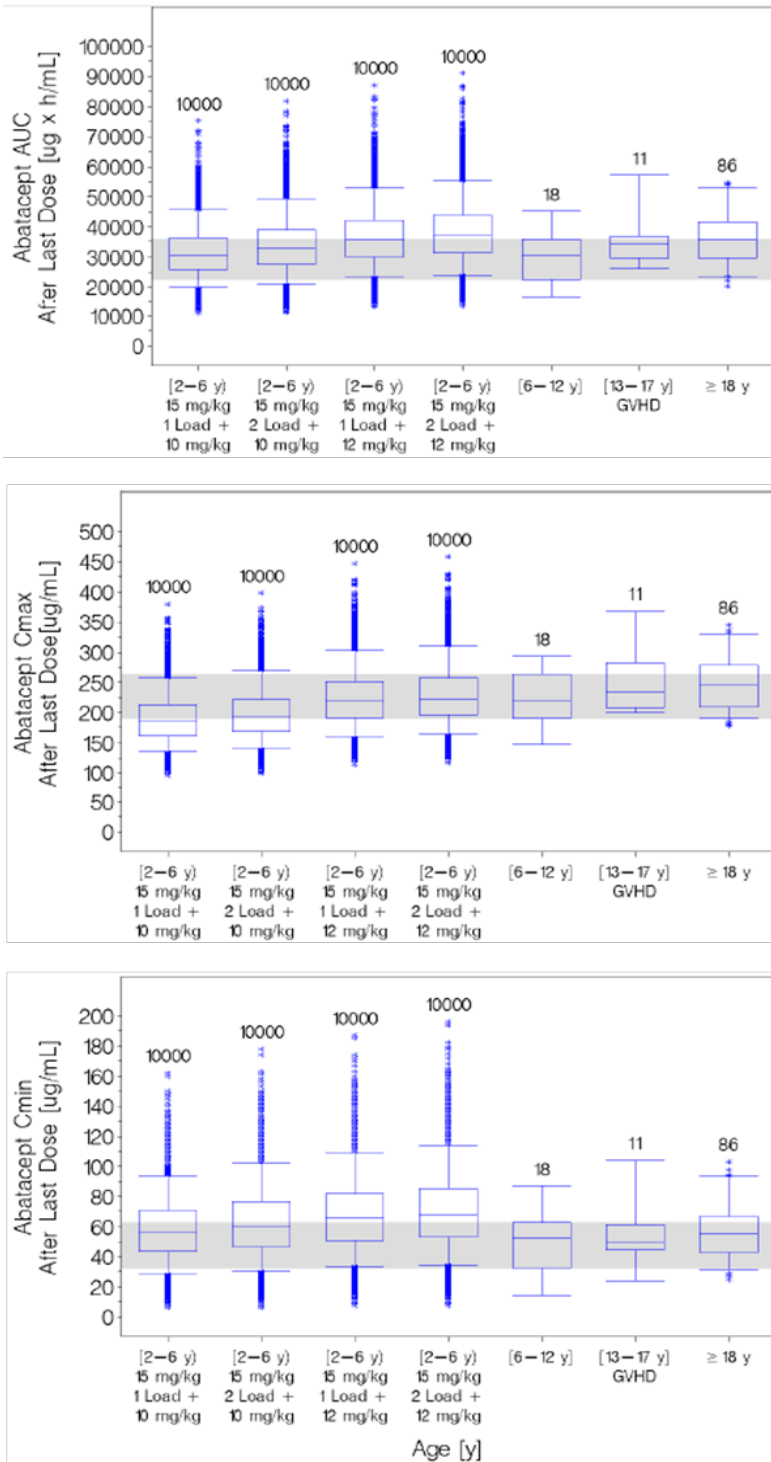 Abatacept AUC
Af:er Last Dose [ug x h/mL]
100000
90000
80000
70000
60000
50000
40000
30000
20000
10000
0
10000 10000 10000 10000 18 11 86
[2−6 y) [2−6 y) [2−6 y) [2−6 y) [6−12 y] [13−17 y] ≥ 18 y
15 mg/kg 15 mg/kg 15 mg/kg 15 mg/kg GVHD
1 Load + 2 Load + 1 Load + 2 Load +
10 mg/kg 10 mg/kg 12 mg/kg 12 mg/kg
Abatacept Cmax
After Last Dose[ug/mL]
500
450
400
350
300
250
200
150
100
50
0
10000 10000 10000 10000 18 11 86
[2−6 y) [2−6 y) [2−6 y) [2−6 y) [6−12 y] [13−17 y] ≥ 18 y
15 mg/kg 15 mg/kg 15 mg/kg 15 mg/kg GVHD
1 Load + 2 Load + 1 Load + 2 Load +
10 mg/kg 10 mg/kg 12 mg/kg 12 mg/kg
Abatacept Cmin
After Last Dose [ug/mL]
200
180
160
140
120
100
80
60
40
20
0
10000 10000 10000 10000 18 11 86
[2−6 y) [2−6 y) [2−6 y) [2−6 y) [6−12 y] [13−17 y] ≥ 18 y
15 mg/kg 15 mg/kg 15 mg/kg 15 mg/kg GVHD
1 Load + 2 Load + 1 Load + 2 Load +
10 mg/kg 10 mg/kg 12 mg/kg 12 mg/kg
Age [y]